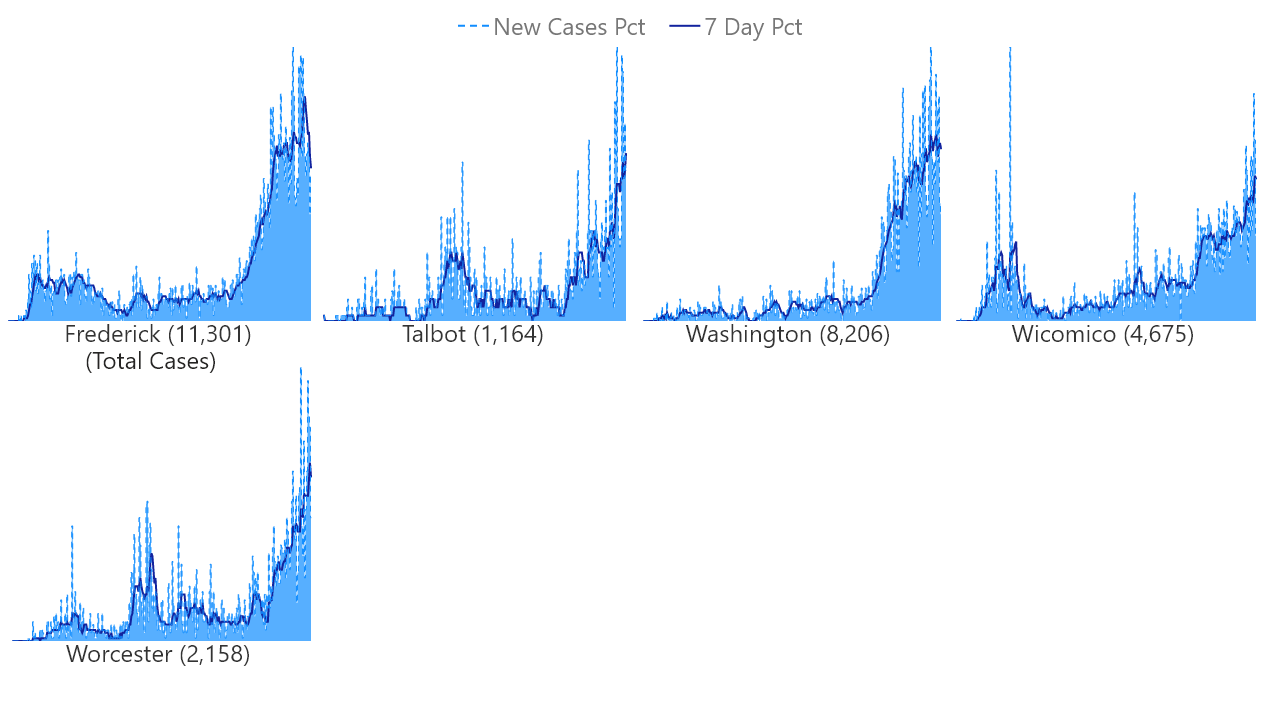 New Cases Pct 7 Day Pct
Frederick (11,301)
(Total Cases)
Talbot (1,164)
Washington (8,206)
Wicomico (4,675)
Worcester (2,158)